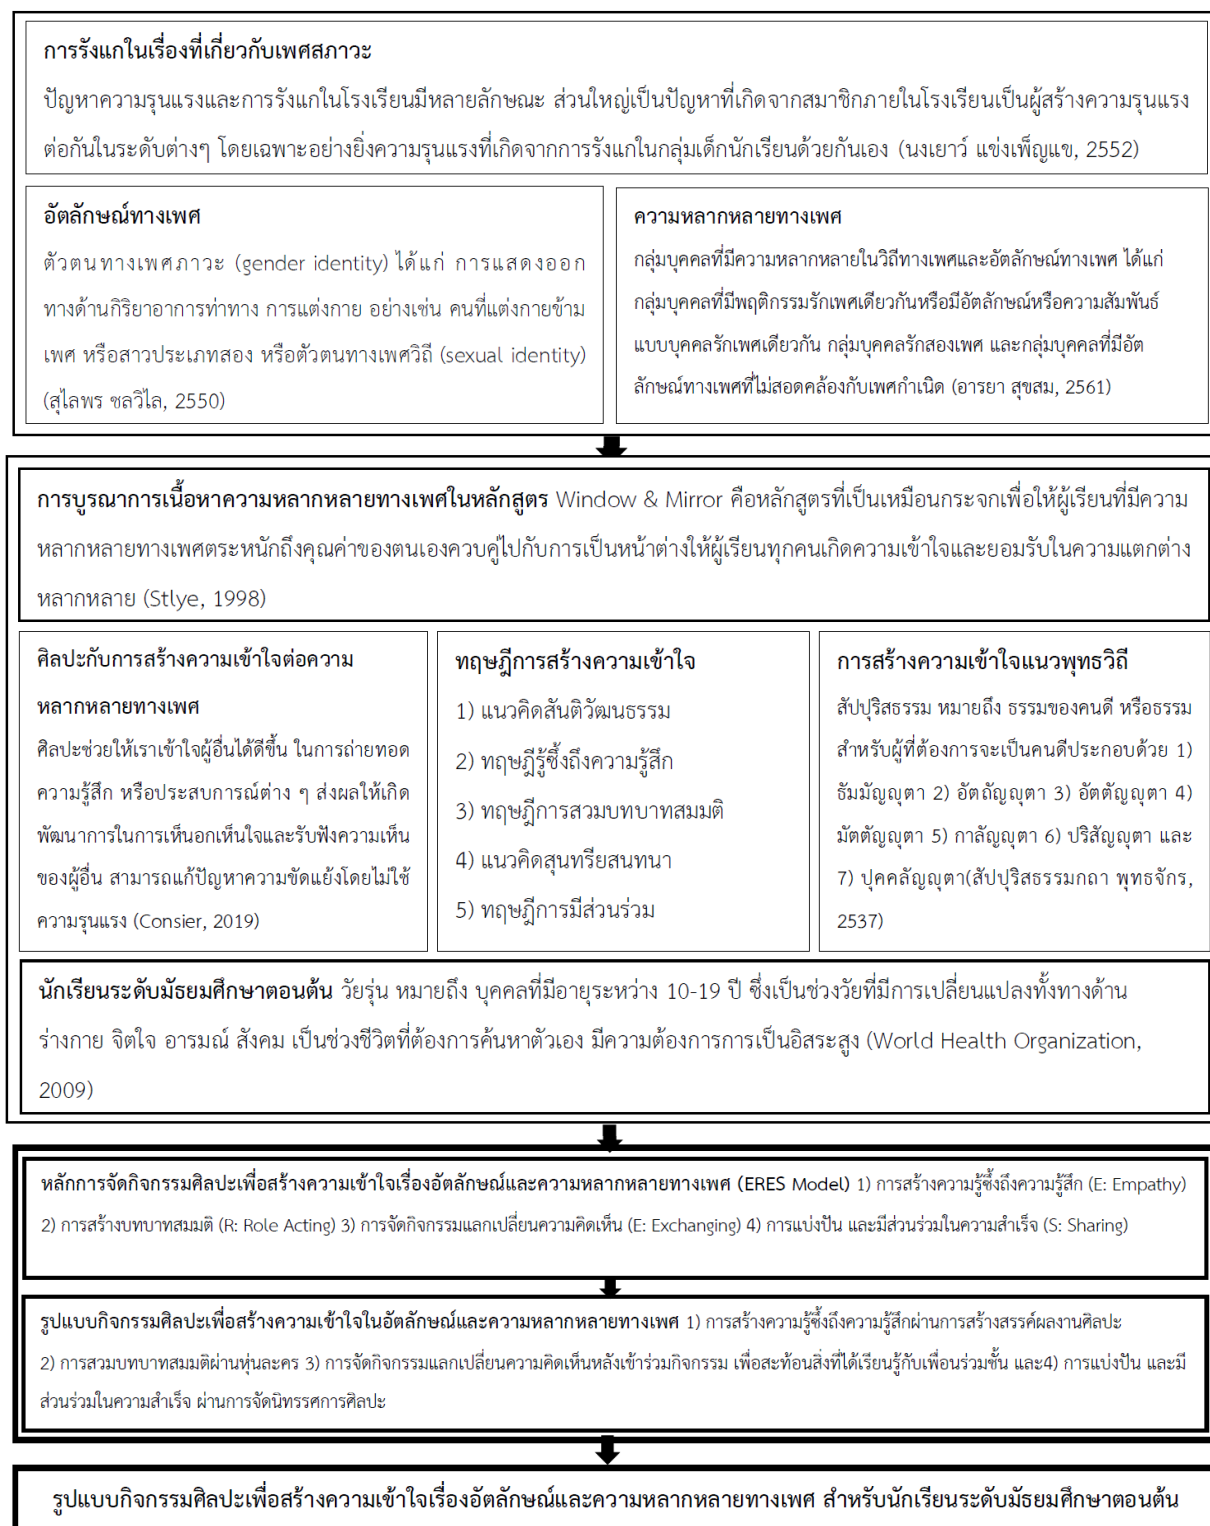 การรังแกในเรื่องที่เกี่ยวกับเพศสภาวะ
ปัญหาความรุนแรงและการรังแกในโรงเรียนมีหลายลักษณะ ส่วนใหญ่เป็นปัญหาที่เกิดจากสมาชิกภายในโรงเรียนเป็นผู้สร้างความรุนแรง
ต่อกันในระดับต่างๆ โดยเฉพาะอย่างยิ่งความรุนแรงที่เกิดจากการรังแกในกลุ่มเด็กนักเรียนด้วยกันเอง (นงเยาว์ แข่งเพ็ญแข, 2552)
อัตลักษณ์ทางเพศ
ตัวตนทางเพศภาวะ (gender identity) ได้แก่ การแสดงออก
ทางด้านกิริยาอาการท่าทาง การแต่งกาย อย่างเช่น คนที่แต่งกายข้าม
เพศ หรือสาวประเภทสอง หรือตัวตนทางเพศวิถี (sexual identity)
(สุไลพร ชลวิไล, 2550)
ความหลากหลายทางเพศ
กลุ่มบุคคลที่มีความหลากหลายในวิถีทางเพศและอัตลักษณ์ทางเพศ ได้แก่
กลุ่มบุคคลที่มีพฤติกรรมรักเพศเดียวกันหรือมีอัตลักษณ์หรือความสัมพันธ์
แบบบุคคลรักเพศเดียวกัน กลุ่มบุคคลรักสองเพศ และกลุ่มบุคคลที่มีอัต
ลักษณ์ทางเพศที่ไม่สอดคล้องกับเพศกำเนิด (อารยา สุขสม, 2561)
การบูรณาการเนื้อหาความหลากหลายทางเพศในหลักสูตร Window & Mirror คือหลักสูตรที่เป็นเหมือนกระจกเพื่อให้ผู้เรียนที่มีความ
หลากหลายทางเพศตระหนักถึงคุณค่าของตนเองควบคู่ไปกับการเป็นหน้าต่างให้ผู้เรียนทุกคนเกิดความเข้าใจและยอมรับในความแตกต่าง
หลากหลาย (Stlye, 1998)
ศิลปะกับการสร้างความเข้าใจต่อความ
หลากหลายทางเพศ
ศิลปะช่วยให้เราเข้าใจผู้อื่นได้ดีขึ้น ในการถ่ายทอด
ความรู้สึก หรือประสบการณ์ต่าง ๆ ส่งผลให้เกิด
พัฒนาการในการเห็นอกเห็นใจและรับฟังความเห็น
ของผู้อื่น สามารถแก้ปัญหาความขัดแย้งโดยไม่ใช้
ความรุนแรง (Consier, 2019)
ทฤษฎีการสร้างความเข้าใจ
1) แนวคิดสันติวัฒนธรรม
2) ทฤษฎีรู้ซึ้งถึงความรู้สึก
3) ทฤษฎีการสวมบทบาทสมมติ
4) แนวคิดสุนทรียสนทนา
5) ทฤษฎีการมีส่วนร่วม
การสร้างความเข้าใจแนวพุทธวิถี
สัปปุริสธรรม หมายถึง ธรรมของคนดี หรือธรรม
สำหรับผู้ที่ต้องการจะเป็นคนดีประกอบด้วย 1)
ธัมมัญญุตา 2) อัตถัญญุตา 3) อัตตัญญุตา 4)
มัตตัญญุตา 5) กาลัญญุตา 6) ปริสัญญุตา และ
7) ปุคคลัญญุตา(สัปปุริสธรรมกถา พุทธจักร,
2537)
นักเรียนระดับมัธยมศึกษาตอนต้น วัยรุ่น หมายถึง บุคคลที่มีอายุระหว่าง 10-19 ปี ซึ่งเป็นช่วงวัยที่มีการเปลี่ยนแปลงทั้งทางด้าน
ร่างกาย จิตใจ อารมณ์ สังคม เป็นช่วงชีวิตที่ต้องการค้นหาตัวเอง มีความต้องการการเป็นอิสระสูง (World Health Organization,
2009)
หลักการจัดกิจกรรมศิลปะเพื่อสร้างความเข้าใจเรื่องอัตลักษณ์และความหลากหลายทางเพศ (ERES Model) 1) การสร้างความรู้ซึ้งถึงความรู้สึก (E: Empathy)
2) การสร้างบทบาทสมมติ (R: Role Acting) 3) การจัดกิจกรรมแลกเปลี่ยนความคิดเห็น (E: Exchanging) 4) การแบ่งปัน และมีส่วนร่วมในความสำเร็จ (S: Sharing)
รูปแบบกิจกรรมศิลปะเพื่อสร้างความเข้าใจในอัตลักษณ์และความหลากหลายทางเพศ 1) การสร้างความรู้ซึ้งถึงความรู้สึกผ่านการสร้างสรรค์ผลงานศิลปะ
2) การสวมบทบาทสมมติผ่านหุ่นละคร 3) การจัดกิจกรรมแลกเปลี่ยนความคิดเห็นหลังเข้าร่วมกิจกรรม เพื่อสะท้อนสิ่งที่ได้เรียนรู้กับเพื่อนร่วมชั้น และ4) การแบ่งปัน และมี
ส่วนร่วมในความสำเร็จ ผ่านการจัดนิทรรศการศิลปะ
รูปแบบกิจกรรมศิลปะเพื่อสร้างความเข้าใจเรื่องอัตลักษณ์และความหลากหลายทางเพศ สำหรับนักเรียนระดับมัธยมศึกษาตอนต้น